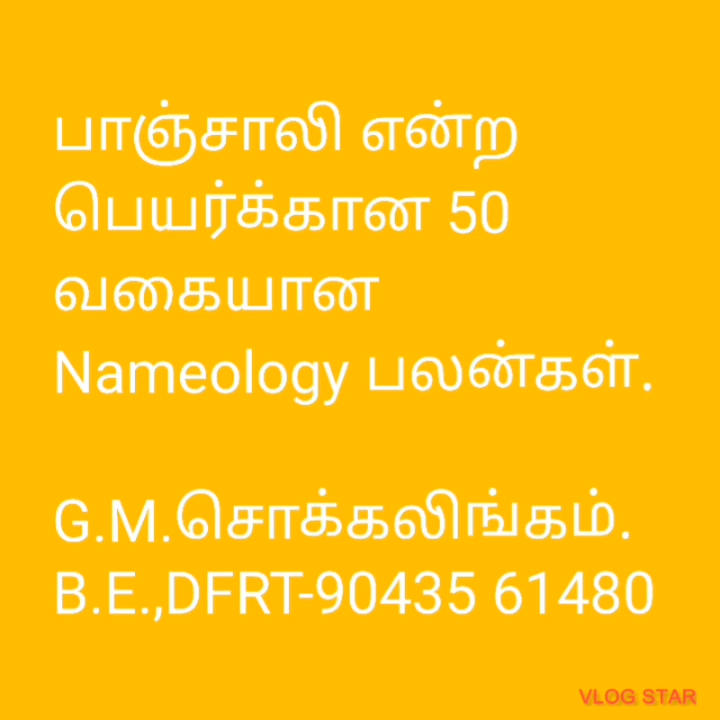 பாஞ்சாலி என்ற
பெயர்க்கான 50
வகையான
Nameology பலன்கள்.
G.M.சொக்கலிங்கம்.
B.E.,DFRT-90435 61480
VLOG STAR